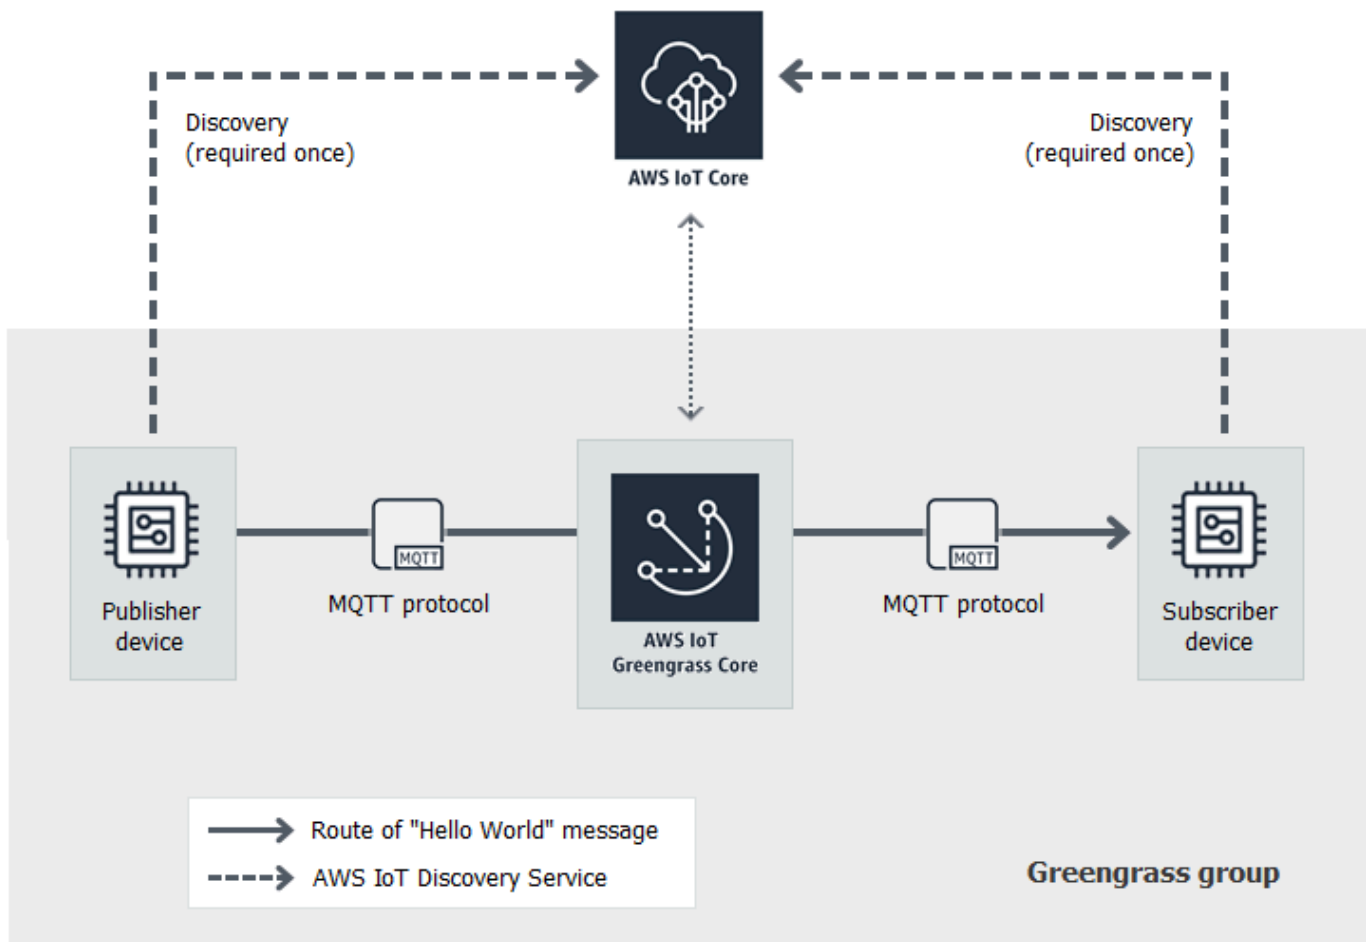 Discovery
(required once)
Discovery
(required once)
AWS IoT Core
MQTT
MQTT
Publisher
device
MQTT protocol
AWS IoT
Greengrass Core
MQTT protocol
Subscriber
device
Route of "Hello World" message
AWS IoT Discovery Service
Greengrass group